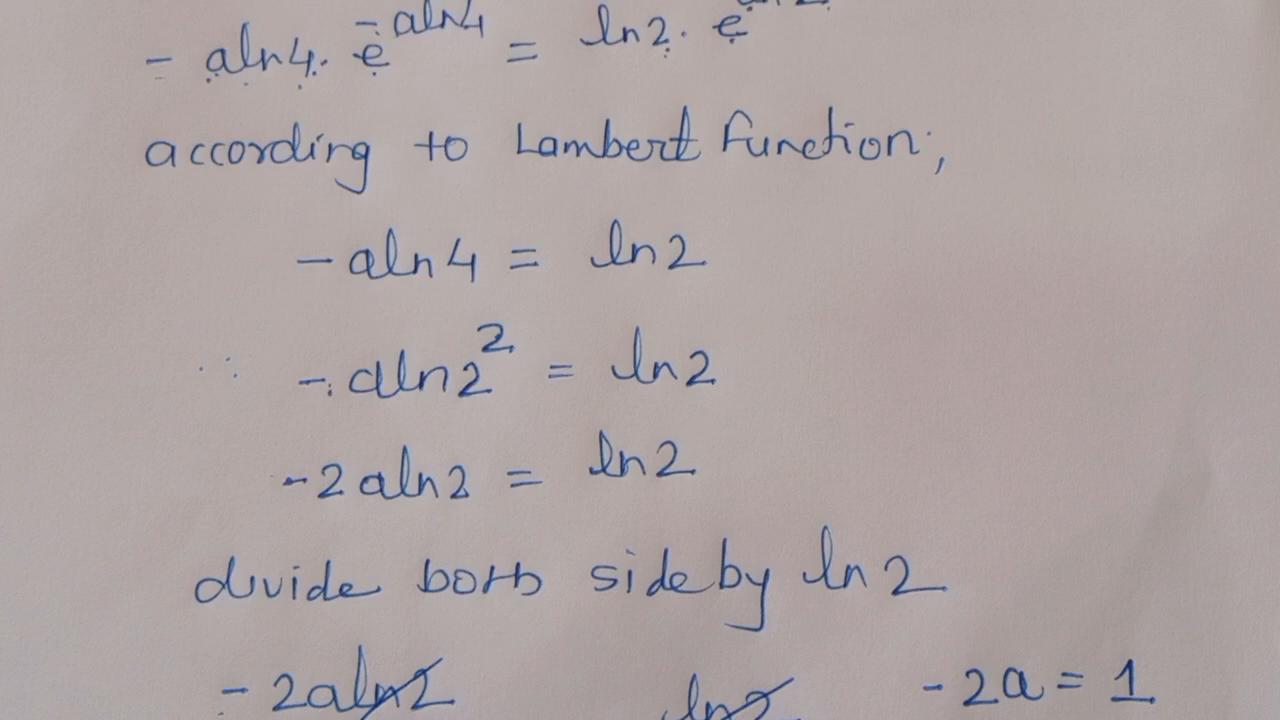 - aln4. e^-aln4 = ln2. e
according to Lambert function;
-aln4 = ln2
∴ -aln2² = ln2
-2aln2 = ln2
divide both side by ln2
-2aln2 ln2 -2a = 1